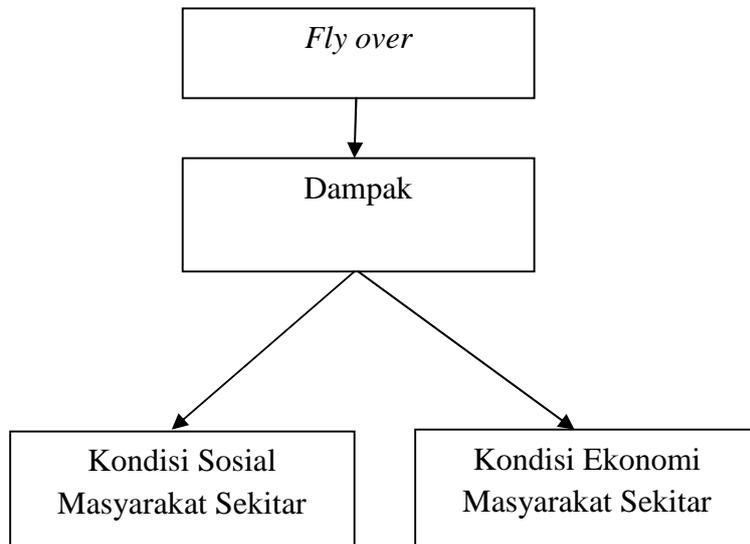 Fly over
Dampak
Kondisi Sosial
Masyarakat Sekitar
Kondisi Ekonomi
Masyarakat Sekitar